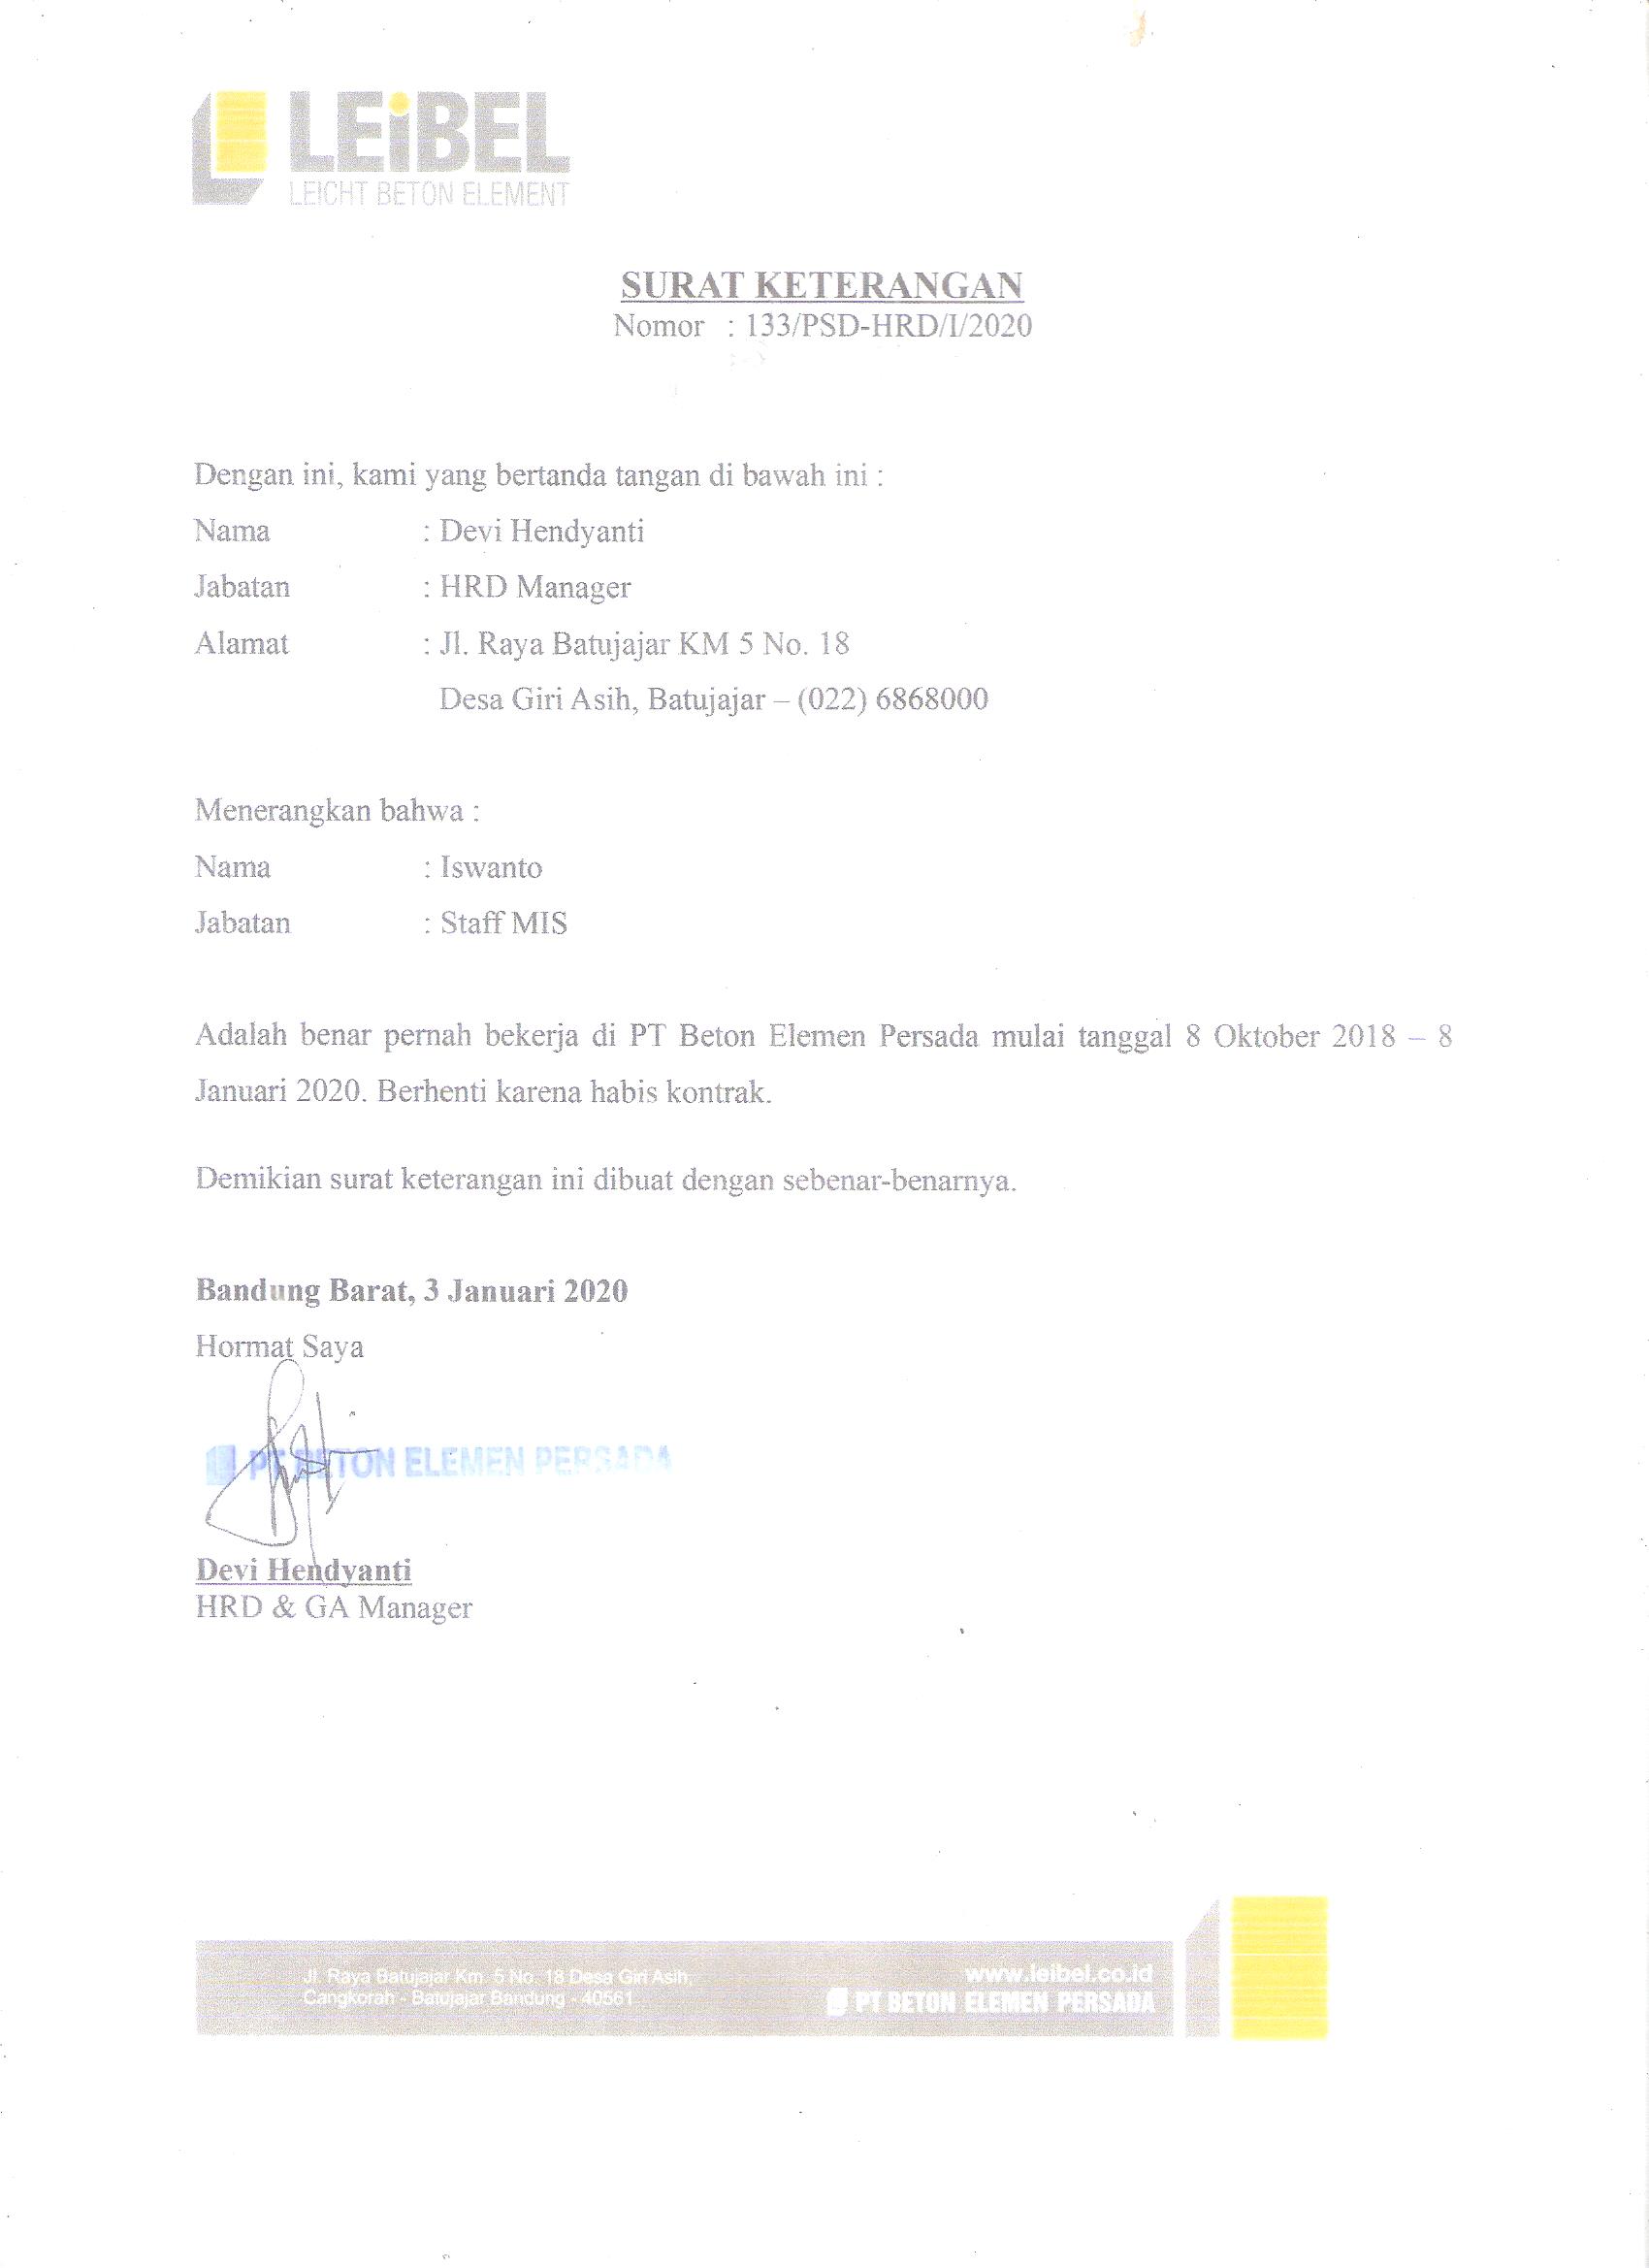 LEiBEL
LEICHT BETON ELEMENT
SURAT KETERANGAN
Nomor : 133/PSD-HRD/I/2020
Dengan ini, kami yang bertanda tangan di bawah ini :
Nama : Devi Hendyanti
Jabatan : HRD Manager
Alamat : Jl. Raya Batujajar KM 5 No. 18
Desa Giri Asih, Batujajar – (022) 6868000
Menerangkan bahwa :
Nama : Iswanto
Jabatan : Staff MIS
Adalah benar pernah bekerja di PT Beton Elemen Persada mulai tanggal 8 Oktober 2018 – 8
Januari 2020. Berhenti karena habis kontrak.
Demikian surat keterangan ini dibuat dengan sebenar-benarnya.
Bandung Barat, 3 Januari 2020
Hormat Saya
PT BETON ELEMEN PERSADA
Devi Hendyanti
HRD & GA Manager
Jl. Raya Batujajar Km. 5 No. 18 Desa Giri Asih,
Cangkorah - Batujajar Bandung - 40561
www.leibel.co.id
PT BETON ELEMEN PERSADA